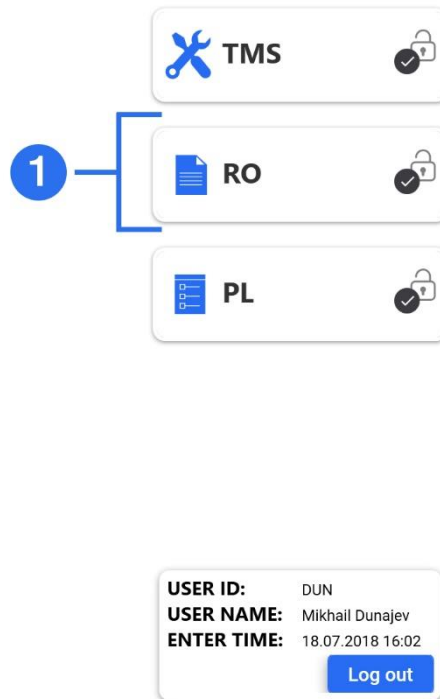 TMS
1
RO
PL
USER ID: DUN
USER NAME: Mikhail Dunajev
ENTER TIME: 18.07.2018 16:02
Log out